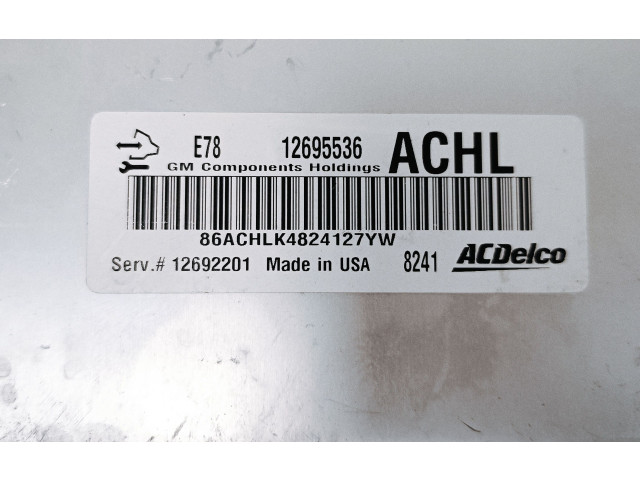 E78 12695536 ACHL
GM Components Holdings
86ACHLK4824127YW
Serv.# 12692201 Made in USA 8241 ACDelco